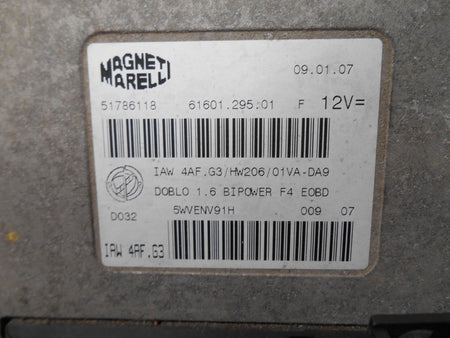 MAGNETI
MARELLI
09.01.07
51786118 61601.295.01 F 12V=
IAW 4AF.G3/HW206/01VA-DA9
DOBLO 1.6 BIPOWER F4 EOBD
D032 5WVENV91H 009 07
IAW 4AF.G3